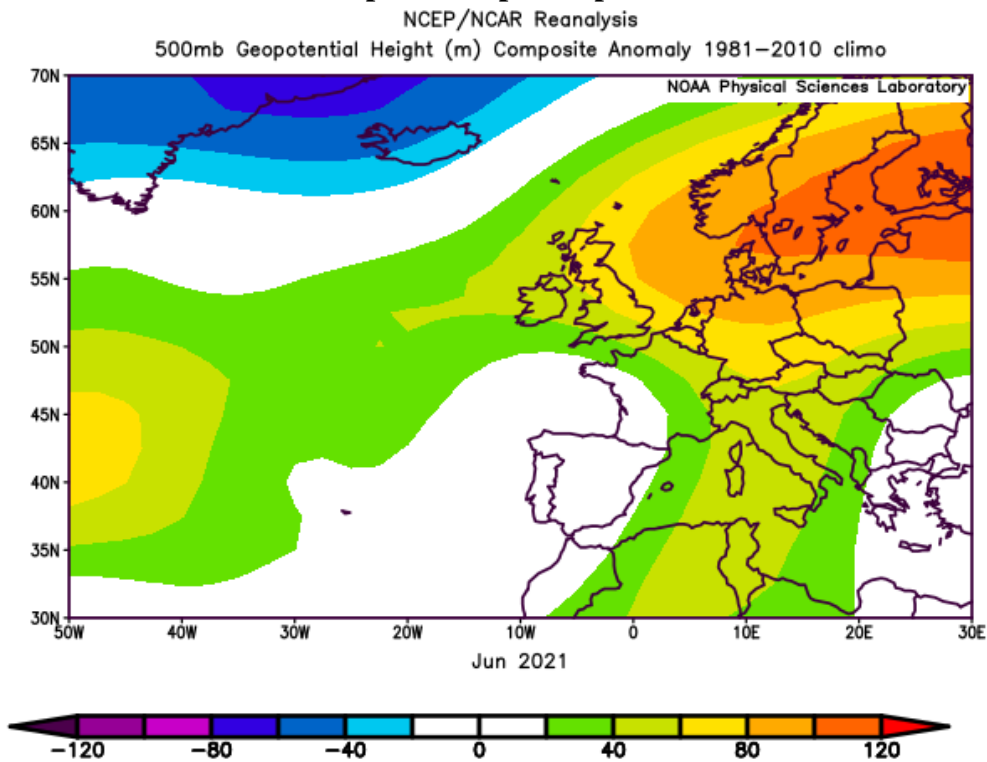 NCEP/NCAR Reanalysis
500mb Geopotential Height (m) Composite Anomaly 1981-2010 climo
NOAA Physical Sciences Laboratory
70N
65N
60N
55N
50N
45N
40N
35N
30N
50W 40W 30W 20W 10W 0 10E 20E 30E
Jun 2021
-120 -80 -40 0 40 80 120